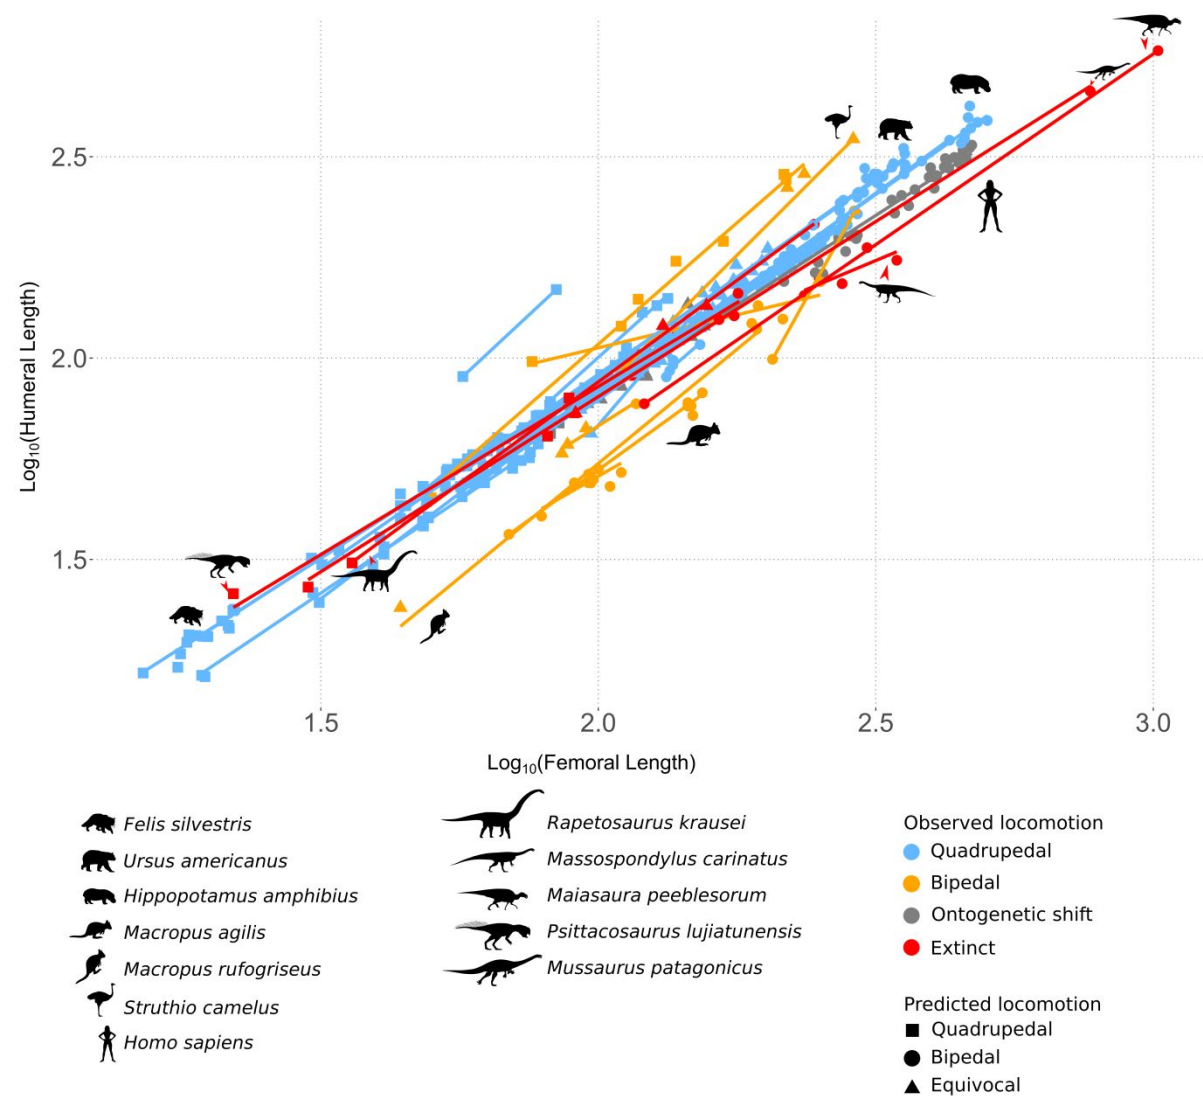 2.5
2.0
1.5
Log10(Humeral Length)
1.5 2.0 2.5 3.0
Log10(Femoral Length)
Felis silvestris
Ursus americanus
Hippopotamus amphibius
Macropus agilis
Macropus rufogriseus
Struthio camelus
Homo sapiens
Rapetosaurus krausei
Massospondylus carinatus
Maiasaura peeblesorum
Psittacosaurus lujiatunensis
Mussaurus patagonicus
Observed locomotion
Quadrupedal
Bipedal
Ontogenetic shift
Extinct
Predicted locomotion
Quadrupedal
Bipedal
Equivocal